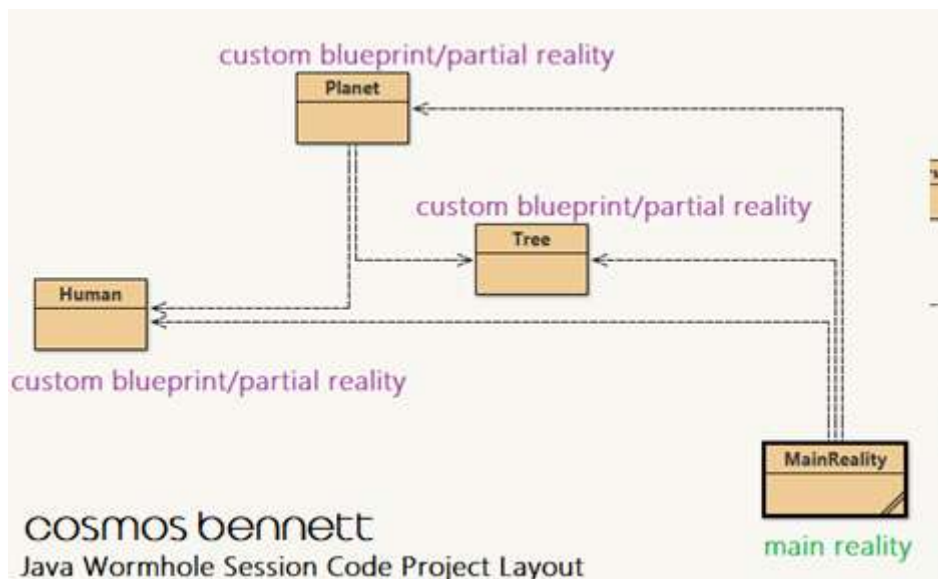 custom blueprint/partial reality
Planet
custom blueprint/partial reality
Tree
Human
custom blueprint/partial reality
MainReality
main reality
cosmos bennett
Java Wormhole Session Code Project Layout